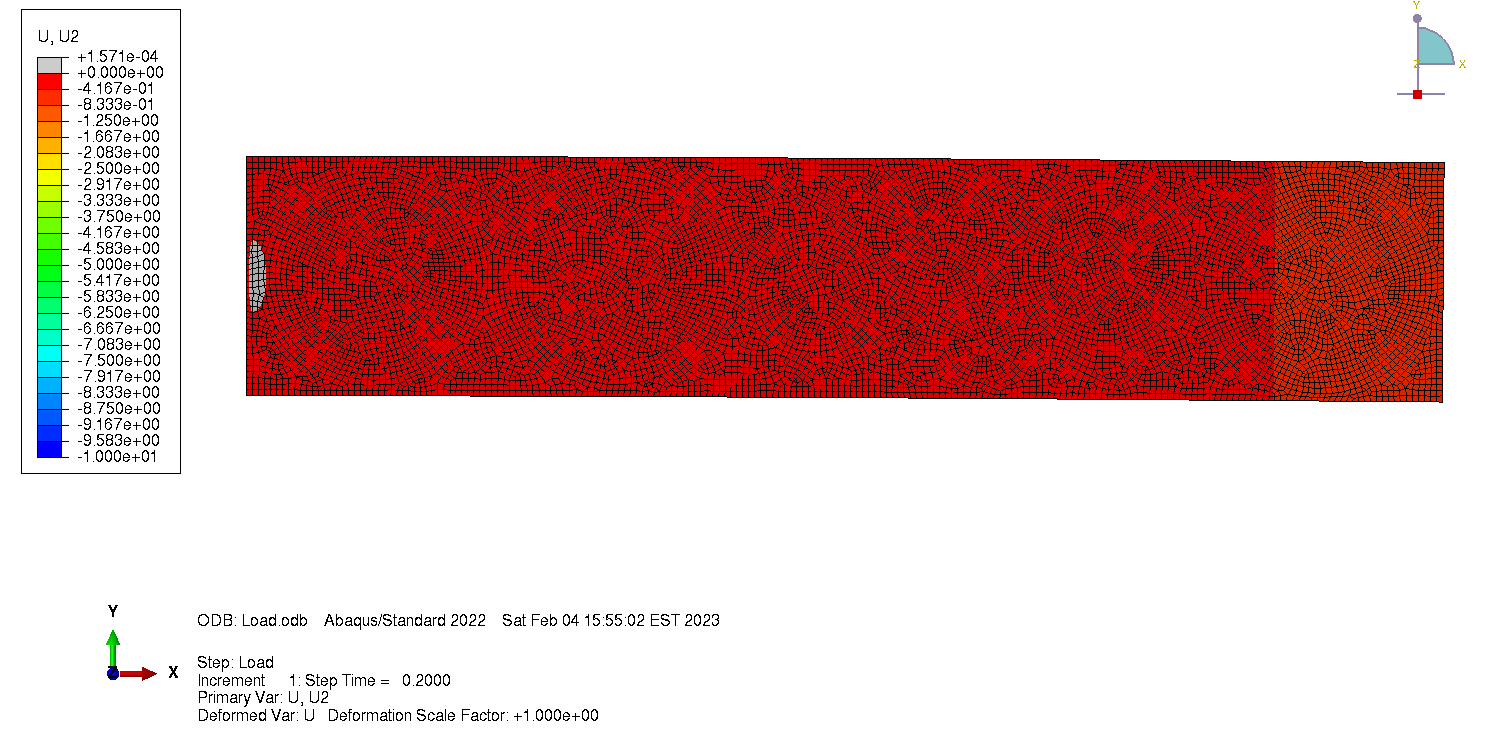 U, U2
+1.571e-04
+0.000e+00
-4.167e-01
-8.333e-01
-1.250e+00
-1.667e+00
-2.083e+00
-2.500e+00
-2.917e+00
-3.333e+00
-3.750e+00
-4.167e+00
-4.583e+00
-5.000e+00
-5.417e+00
-5.833e+00
-6.250e+00
-6.667e+00
-7.083e+00
-7.500e+00
-7.917e+00
-8.333e+00
-8.750e+00
-9.167e+00
-9.583e+00
-1.000e+01
Y
Z X
Y
Z X
ODB: Load.odb Abaqus/Standard 2022 Sat Feb 04 15:55:02 EST 2023
Step: Load
Increment 1: Step Time = 0.2000
Primary Var: U, U2
Deformed Var: U Deformation Scale Factor: +1.000e+00